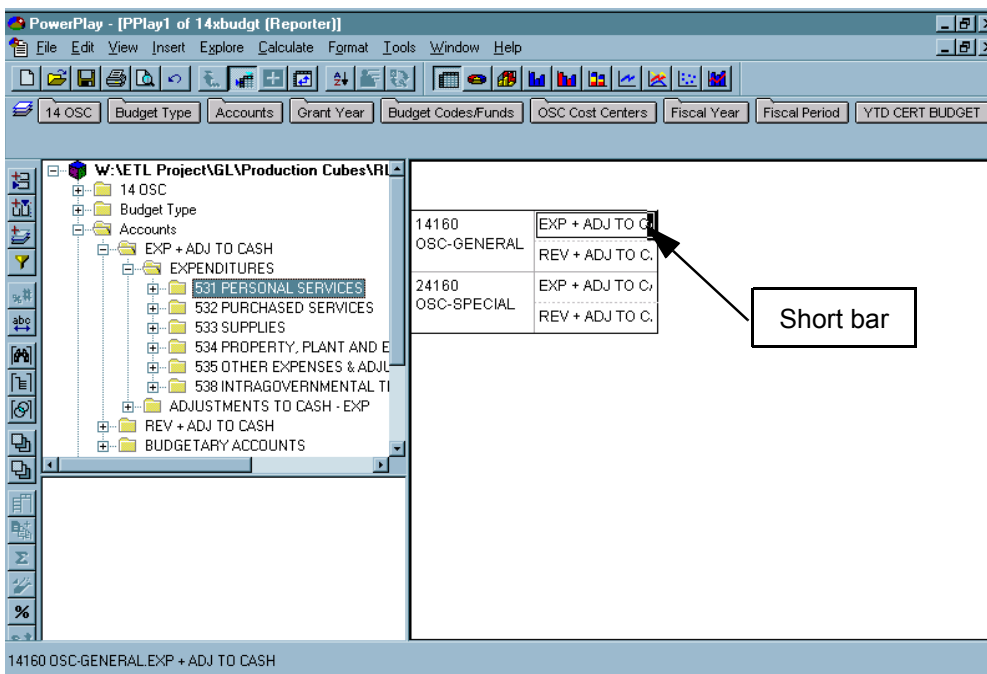 PowerPlay - [PPlay1 of 14xbudgt (Reporter)]
File Edit View Insert Explore Calculate Format Tools Window Help
14 OSC Budget Type Accounts Grant Year Budget Codes/Funds OSC Cost Centers Fiscal Year Fiscal Period YTD CERT BUDGET
W:\ETL Project\GL\Production Cubes\
14 OSC
Budget Type
Accounts
EXP + ADJ TO CASH
EXPENDITURES
531 PERSONAL SERVICES
532 PURCHASED SERVICES
533 SUPPLIES
534 PROPERTY, PLANT AND E
535 OTHER EXPENSES & ADJU
538 INTRAGOVERNMENTAL T
ADJUSTMENTS TO CASH - EXP
REV + ADJ TO CASH
BUDGETARY ACCOUNTS
14160
OSC-GENERAL
EXP + ADJ TO C
REV + ADJ TO C.
24160
OSC-SPECIAL
EXP + ADJ TO C
REV + ADJ TO C.
Short bar
abc
%
14160 OSC-GENERAL.EXP + ADJ TO CASH